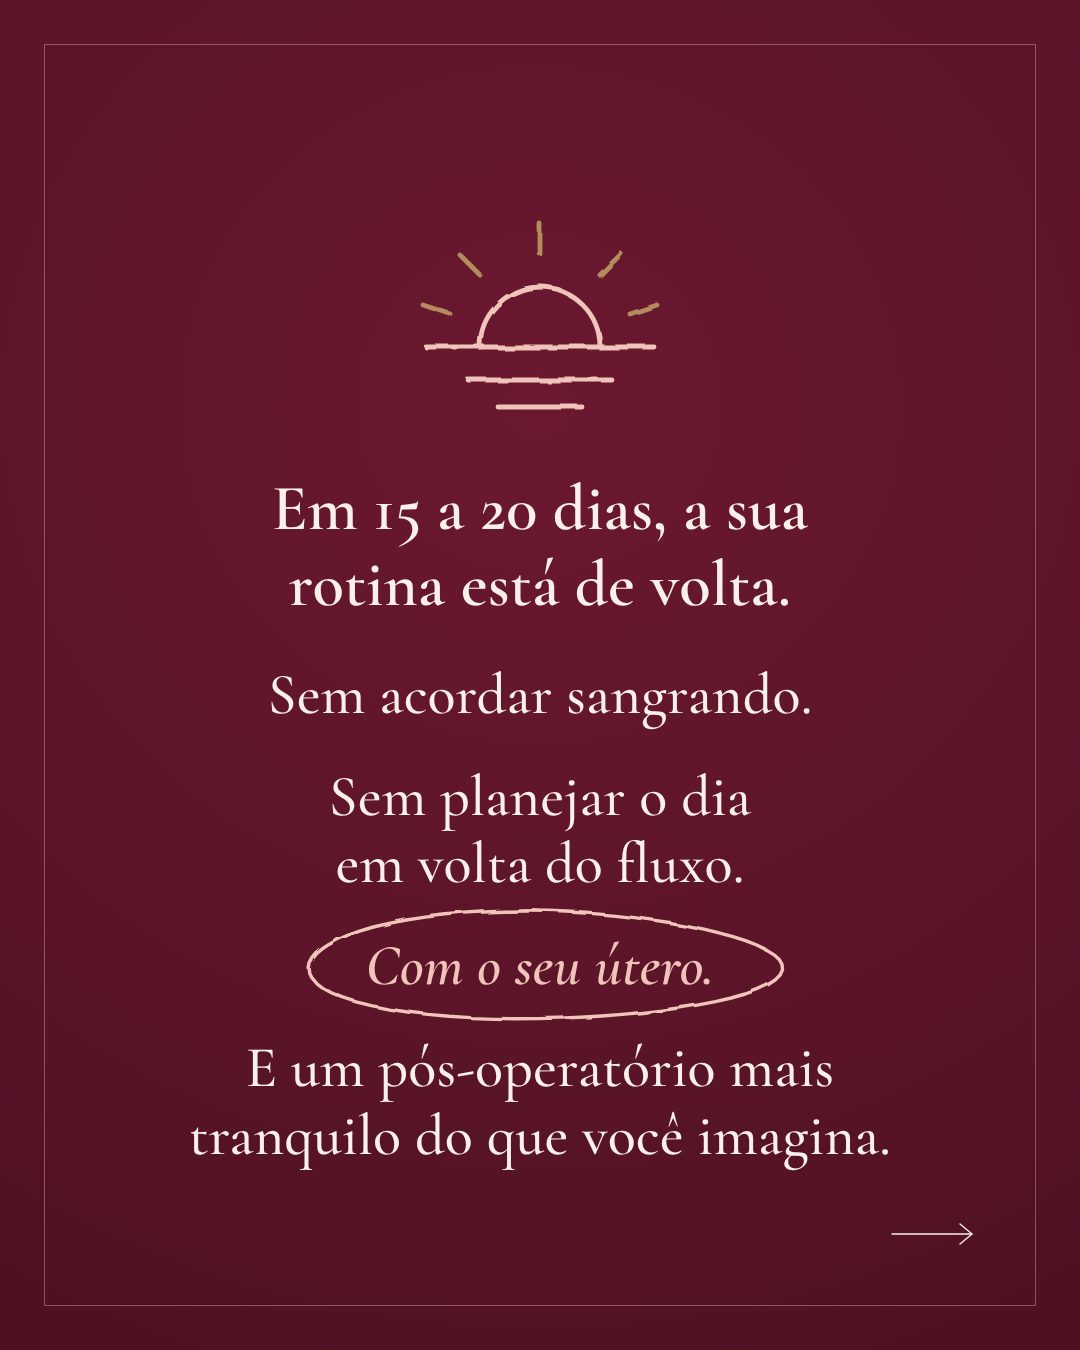 Em 15 a 20 dias, a sua
rotina está de volta.
Sem acordar sangrando.
Sem planejar o dia
em volta do fluxo.
Com o seu útero.
E um pós-operatório mais
tranquilo do que você imagina.